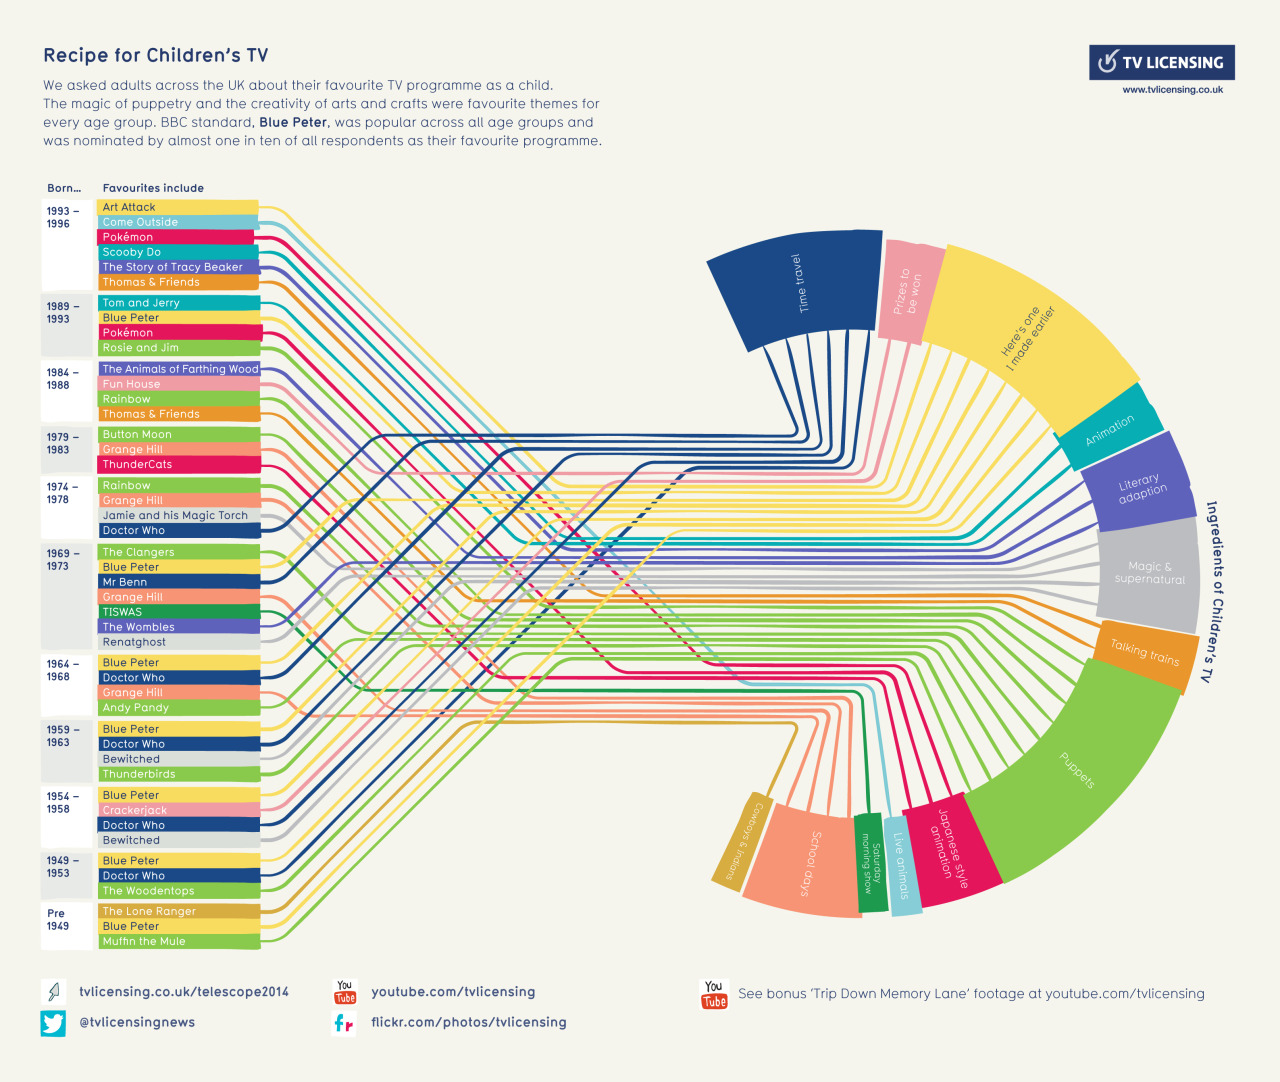 Recipe for Children's TV
We asked adults across the UK about their favourite TV programme as a child.
The magic of puppetry and the creativity of arts and crafts were favourite themes for
every age group. BBC standard, Blue Peter, was popular across all age groups and
was nominated by almost one in ten of all respondents as their favourite programme.
TV LICENSING
www.tvlicensing.co.uk
Born...
Favourites include
1993 –
1996
Art Attack
Come Outside
Pokémon
Scooby Do
The Story of Tracy Beaker
Thomas & Friends
1989 –
1993
Tom and Jerry
Blue Peter
Pokémon
Rosie and Jim
1984 –
1988
The Animals of Farthing Wood
Fun House
Rainbow
Thomas & Friends
1979 –
1983
Button Moon
Grange Hill
ThunderCats
1974 –
1978
Rainbow
Grange Hill
Jamie and his Magic Torch
Doctor Who
1969 –
1973
The Clangers
Blue Peter
Mr Benn
Grange Hill
TISWAS
The Wombles
Renatghost
1964 –
1968
Blue Peter
Doctor Who
Grange Hill
Andy Pandy
1959 –
1963
Blue Peter
Doctor Who
Bewitched
Thunderbirds
1954 –
1958
Blue Peter
Crackerjack
Doctor Who
Bewitched
1949 –
1953
Blue Peter
Doctor Who
The Woodentops
Pre
1949
The Lone Ranger
Blue Peter
Muffin the Mule
Time travel
Prizes to
be won
Here's one
I made earlier
Animation
Literary
adaption
Magic &
supernatural
Talking trains
Puppets
Japanese style
animation
Live animals
Saturday
morning show
School days
Cowboys & Indians
Ingredients of Children's TV
tvlicensing.co.uk/telescope2014
@tvlicensingnews
You
Tube
youtube.com/tvlicensing
fr
flickr.com/photos/tvlicensing
You
Tube
See bonus 'Trip Down Memory Lane' footage at youtube.com/tvlicensing